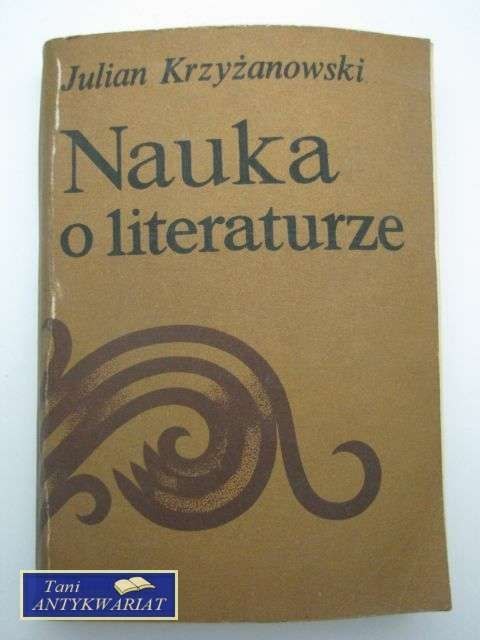 Julian Krzyżanowski
Nauka
o literaturze
Tani
ANTYKWARIAT